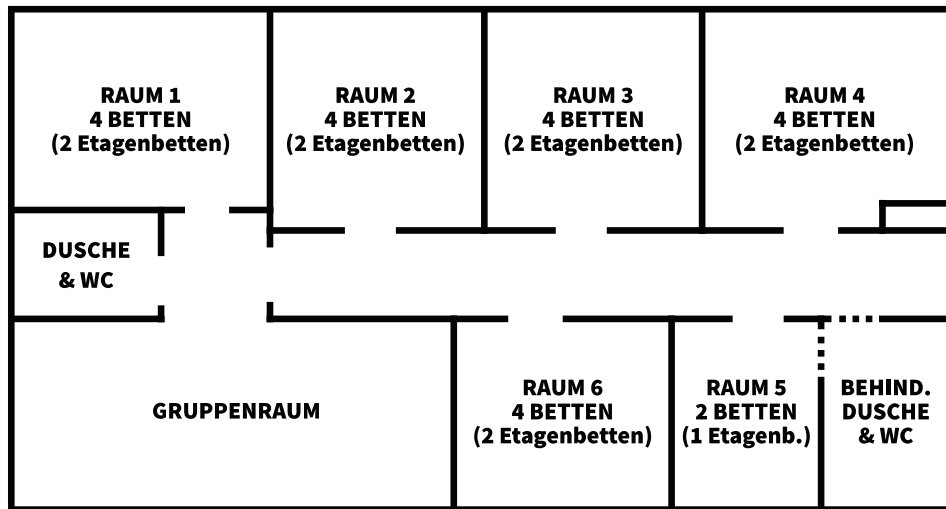 RAUM 1
4 BETTEN
(2 Etagenbetten)
RAUM 2
4 BETTEN
(2 Etagenbetten)
RAUM 3
4 BETTEN
(2 Etagenbetten)
RAUM 4
4 BETTEN
(2 Etagenbetten)
DUSCHE
& WC
GRUPPENRAUM
RAUM 6
4 BETTEN
(2 Etagenbetten)
RAUM 5
2 BETTEN
(1 Etagenb.)
BEHIND.
DUSCHE
& WC